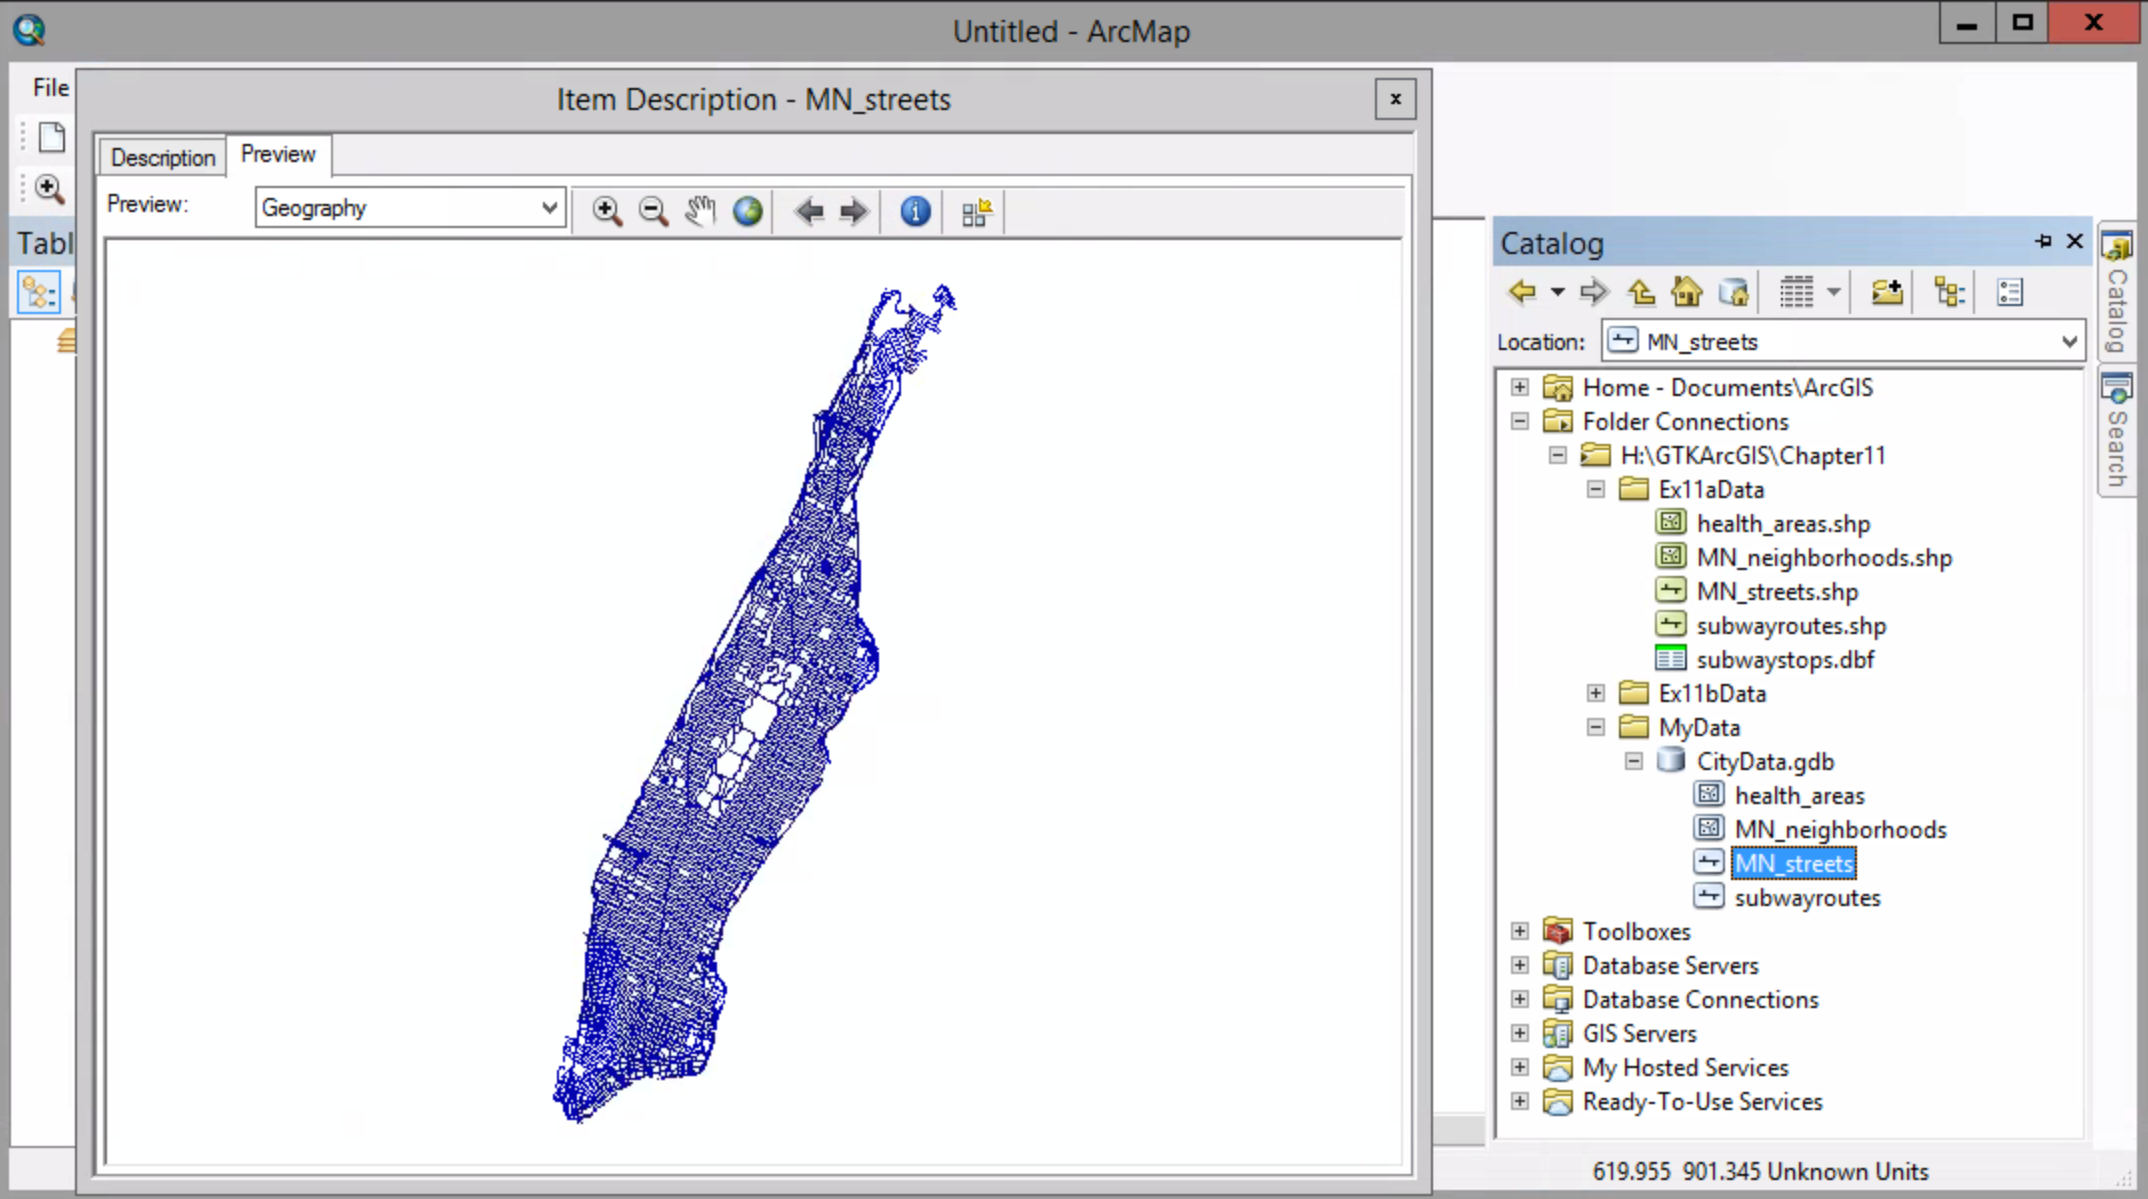 Untitled - ArcMap
File
Item Description - MN_streets
x
Description
Preview
Preview:
Geography
Tabl
Catalog
Location:
MN_streets
Home - Documents\ArcGIS
Folder Connections
H:\GTKArcGIS\Chapter11
Ex11aData
health_areas.shp
MN_neighborhoods.shp
MN_streets.shp
subwayroutes.shp
subwaystops.dbf
Ex11bData
MyData
CityData.gdb
health_areas
MN_neighborhoods
MN_streets
subwayroutes
Toolboxes
Database Servers
Database Connections
GIS Servers
My Hosted Services
Ready-To-Use Services
Catalog
Search
619.955 901.345 Unknown Units